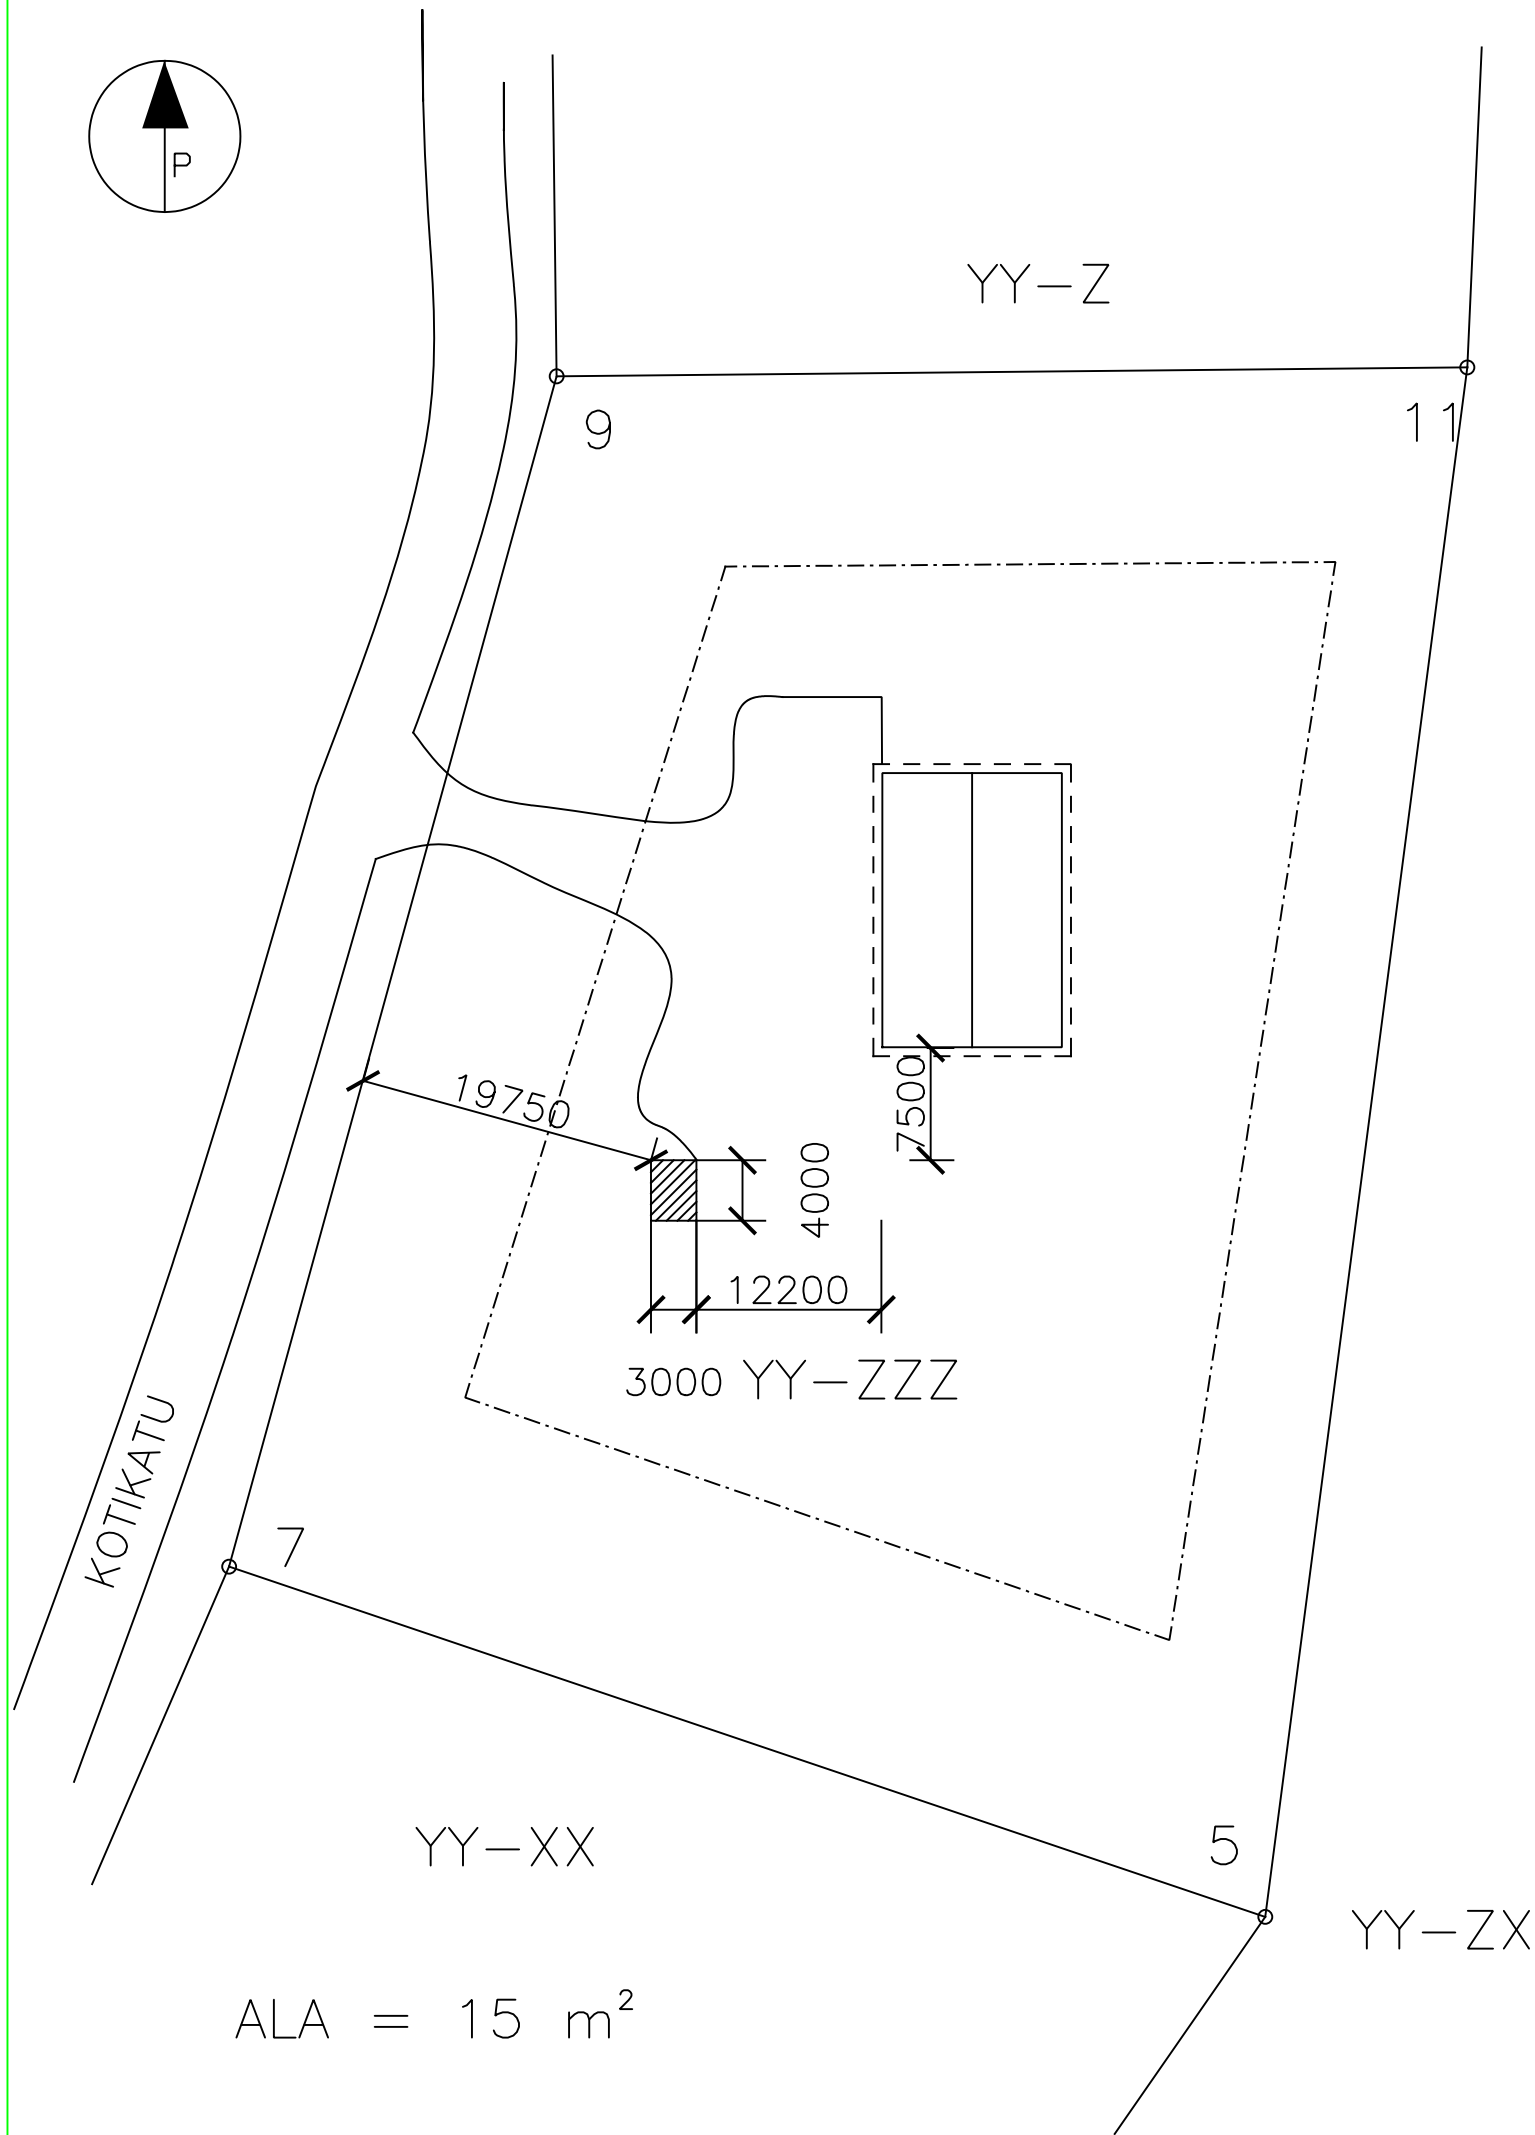 P
YY-Z
9
11
19750
7500
4000
12200
3000
YY-ZZZ
KOTIKATU
7
YY-XX
5
YY-ZX
ALA = 15 m²